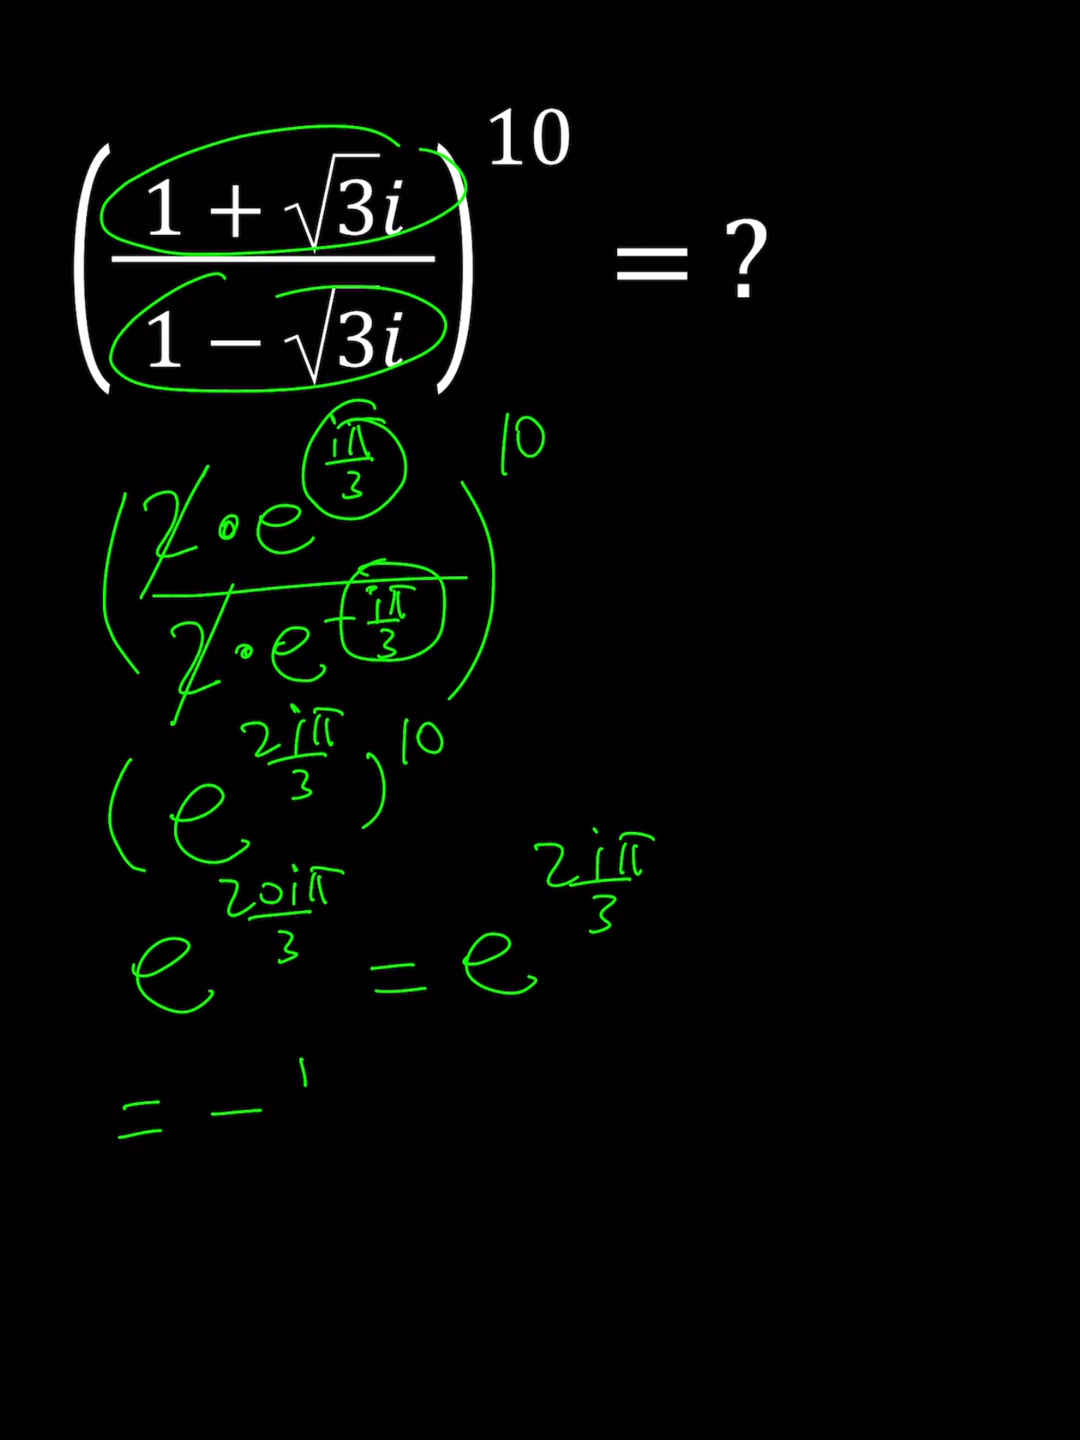 (1 + √3i / 1 − √3i)^10 = ?
(2 · e^(iπ/3) / 2 · e^(−iπ/3))^10
(e^(2iπ/3))^10
e^(20iπ/3) = e^(2iπ/3)
= − 1